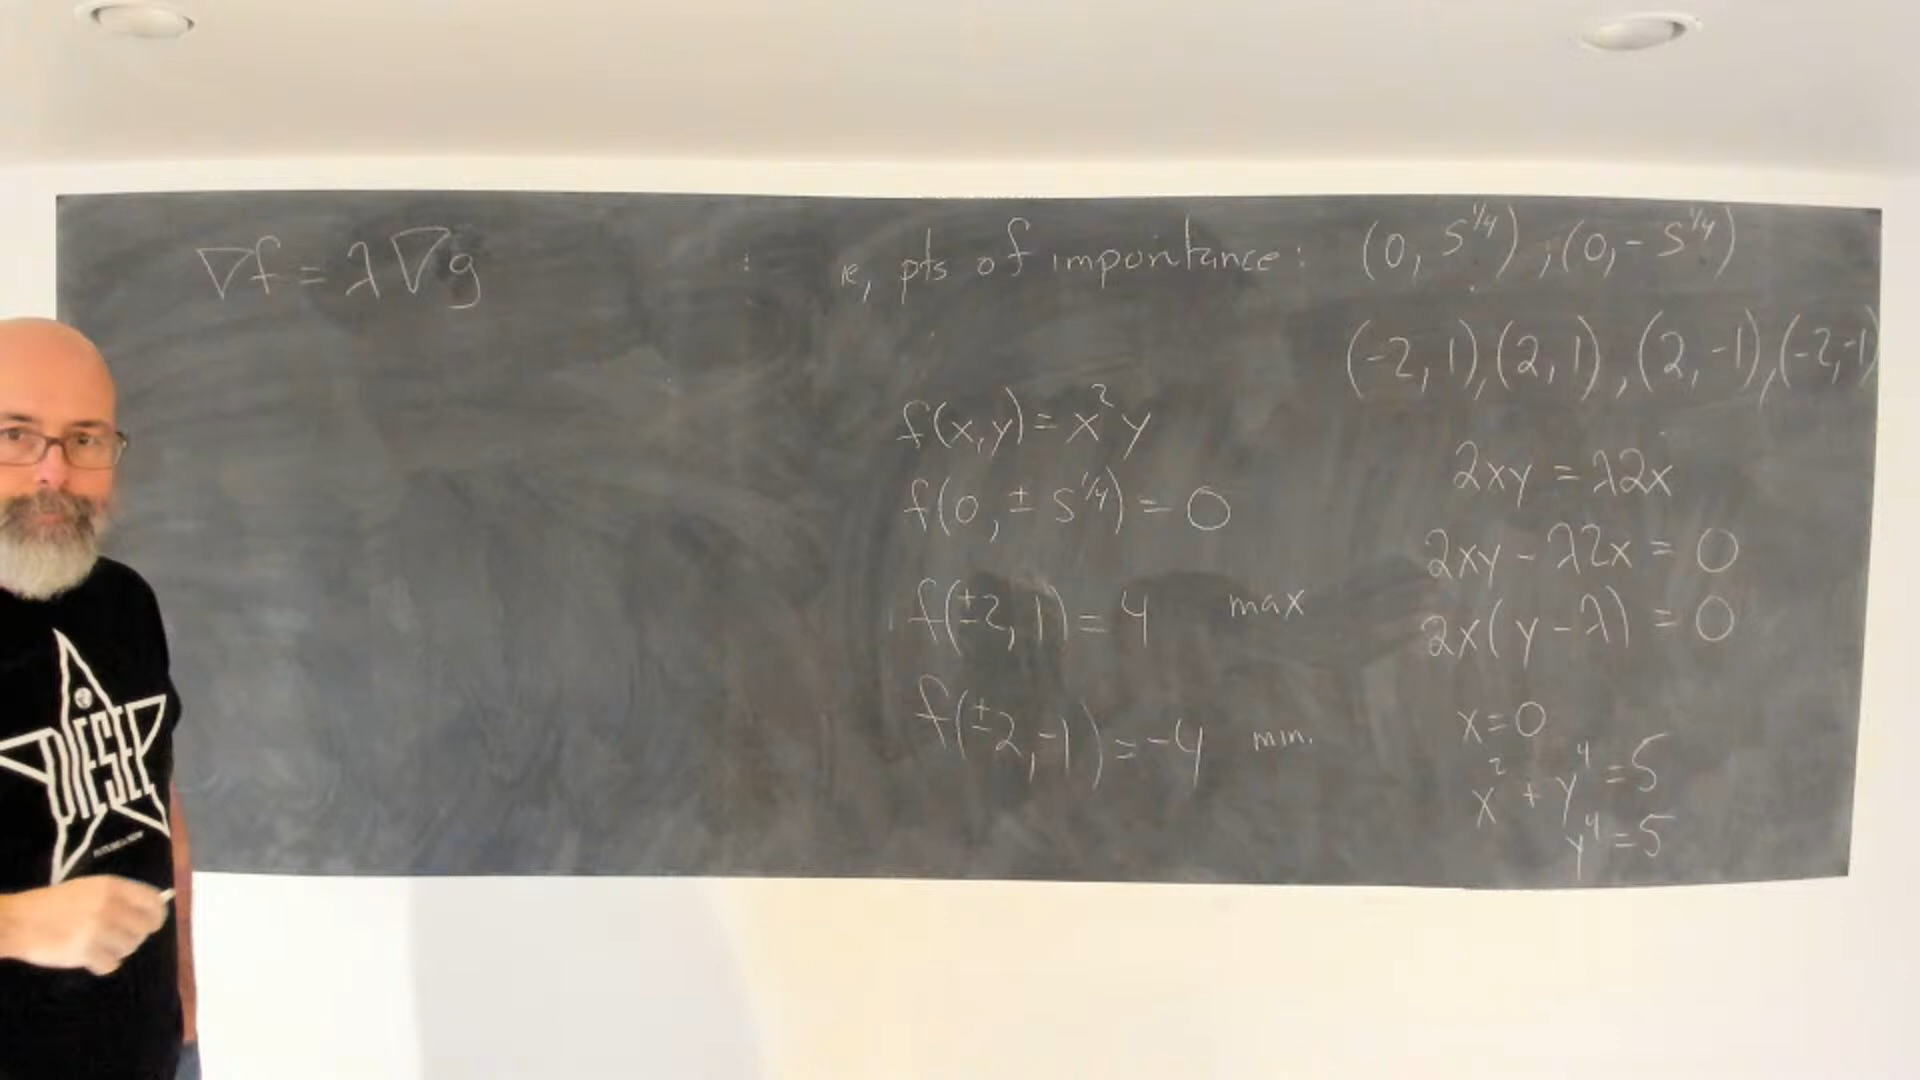 ∇f = λ∇g
ie, pts of importance: (0, 5^1/4), (0, -5^1/4)
(-2, 1), (2, 1), (2, -1), (-2, -1)
f(x,y) = x²y
f(0, ± 5^1/4) = 0
f(±2, 1) = 4 max
f(±2, -1) = -4 min.
2xy = λ2x
2xy - λ2x = 0
2x(y - λ) = 0
x = 0
x² + y⁴ = 5
y⁴ = 5
DIESEL